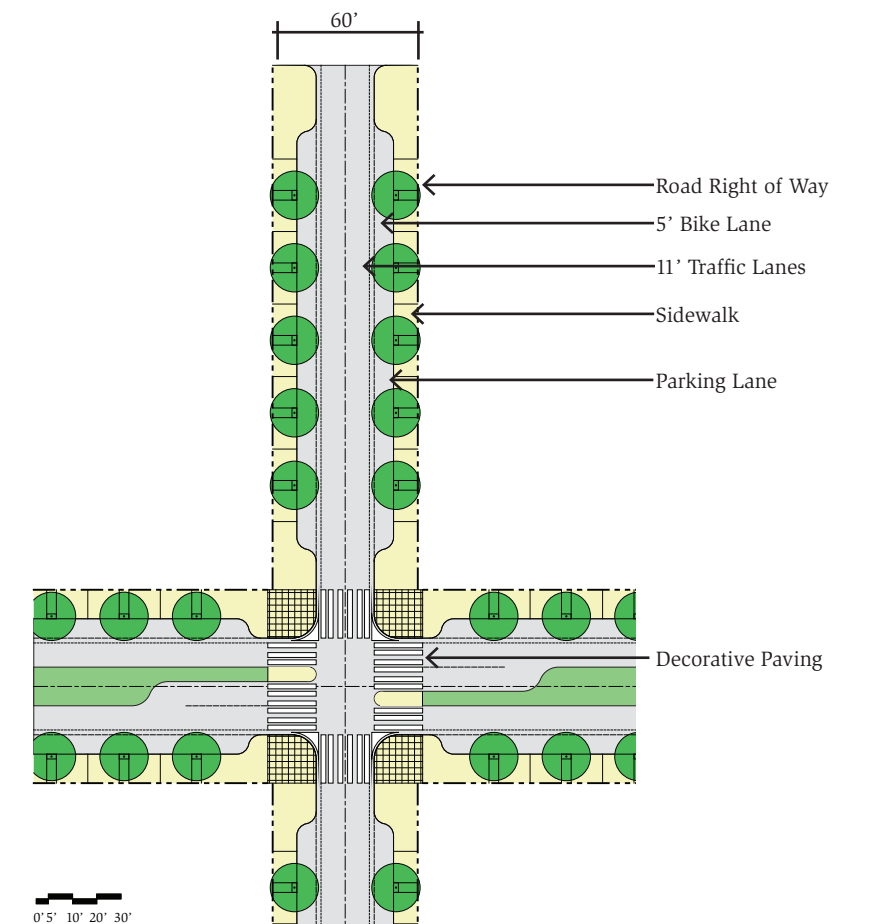 60’
Road Right of Way
5’ Bike Lane
11’ Traffic Lanes
Sidewalk
Parking Lane
Decorative Paving
0’ 5’ 10’ 20’ 30’